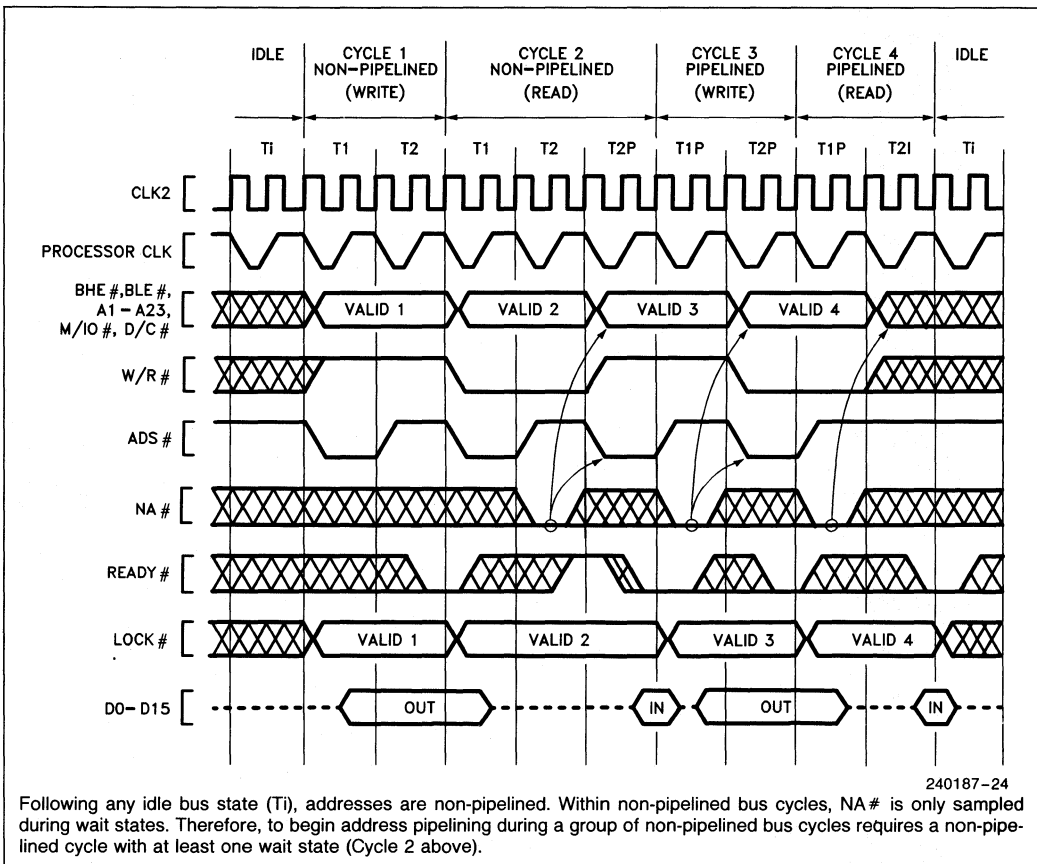 IDLE
CYCLE 1
NON-PIPELINED
(WRITE)
CYCLE 2
NON-PIPELINED
(READ)
CYCLE 3
PIPELINED
(WRITE)
CYCLE 4
PIPELINED
(READ)
IDLE
Ti T1 T2 T1 T2 T2P T1P T2P T1P T2I Ti
CLK2
PROCESSOR CLK
BHE #,BLE #,
A1 – A23,
M/IO #, D/C #
VALID 1 VALID 2 VALID 3 VALID 4
W/R #
ADS #
NA #
READY #
LOCK #
VALID 1 VALID 2 VALID 3 VALID 4
D0– D15
OUT IN OUT IN
240187-24
Following any idle bus state (Ti), addresses are non-pipelined. Within non-pipelined bus cycles, NA# is only sampled
during wait states. Therefore, to begin address pipelining during a group of non-pipelined bus cycles requires a non-pipe-
lined cycle with at least one wait state (Cycle 2 above).